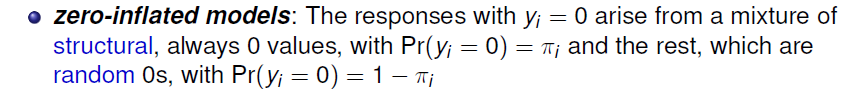 • zero-inflated models: The responses with yᵢ = 0 arise from a mixture of
structural, always 0 values, with Pr(yᵢ = 0) = πᵢ and the rest, which are
random 0s, with Pr(yᵢ = 0) = 1 − πᵢ